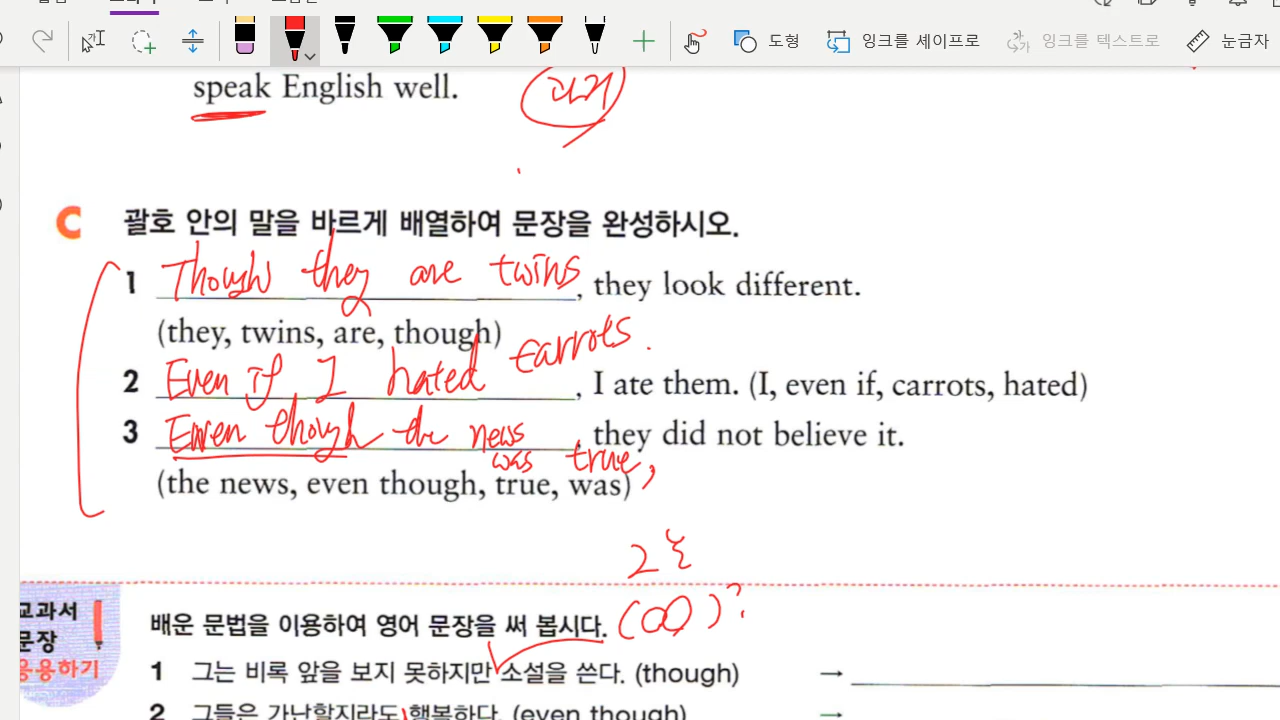 도형 잉크를 셰이프로 잉크를 텍스트로 눈금자
speak English well.
과거
C 괄호 안의 말을 바르게 배열하여 문장을 완성하시오.
1 Though they are twins, they look different.
(they, twins, are, though)
2 Even if I hated carrots. , I ate them. (I, even if, carrots, hated)
3 Even though the news was true, , they did not believe it.
(the news, even though, true, was)
교과서
문장
응용하기
배운 문법을 이용하여 영어 문장을 써 봅시다.
1 그는 비록 앞을 보지 못하지만 소설을 쓴다. (though) →
2 그들은 가난할지라도 행복하다. (even though) →